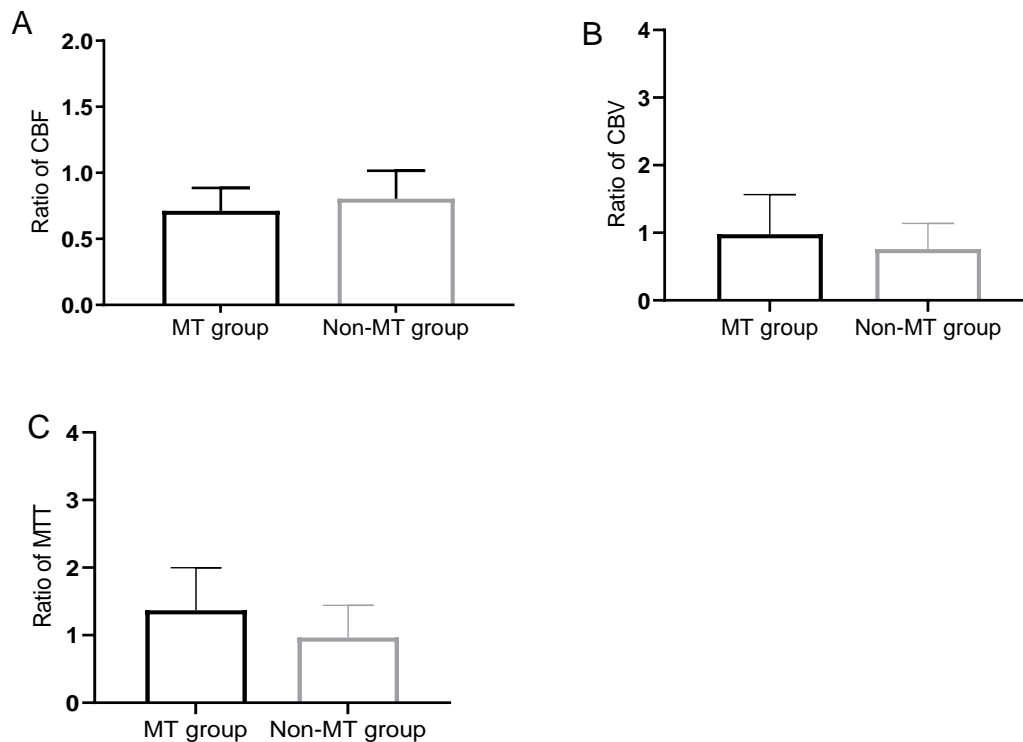 A
Ratio of CBF
2.0
1.5
1.0
0.5
0.0
MT group
Non-MT group
B
Ratio of CBV
4
3
2
1
0
MT group
Non-MT group
C
Ratio of MTT
4
3
2
1
0
MT group
Non-MT group